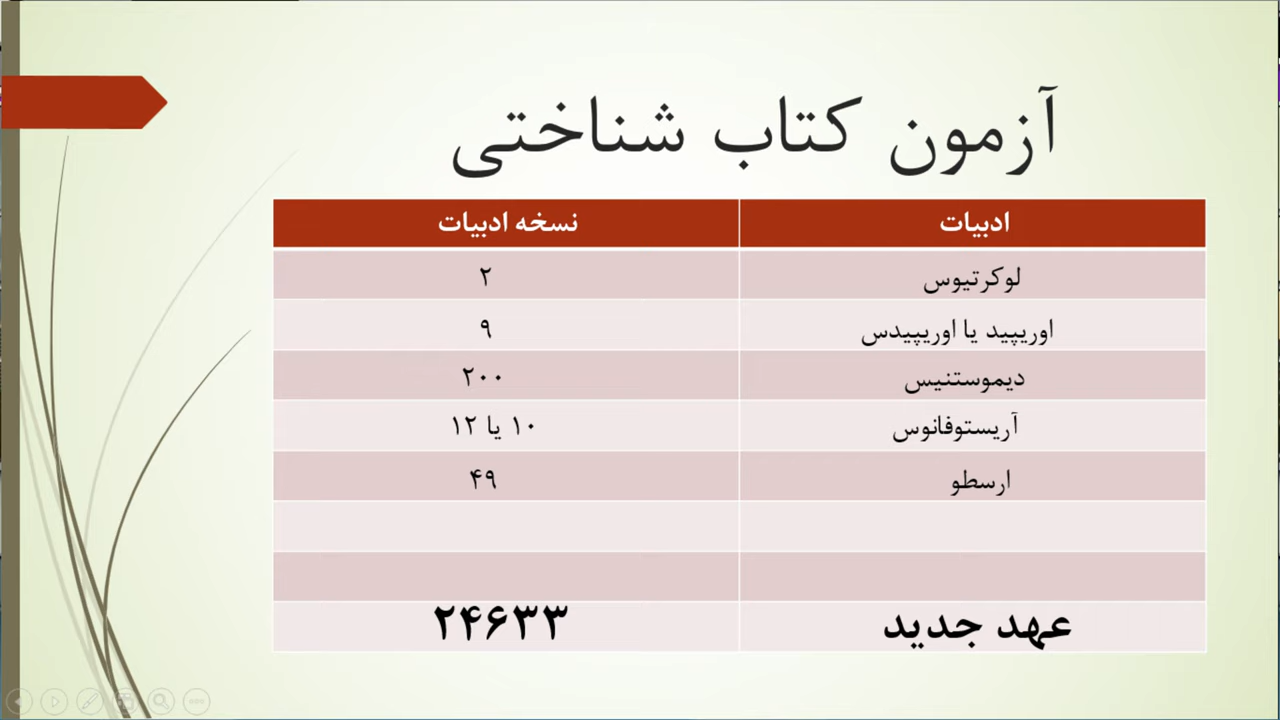 آزمون کتاب شناختی
ادبیات نسخه ادبیات
لوکرتیوس ۲
اوریپید یا اوریپیدس ۹
دیموستنیس ۲۰۰
آریستوفانوس ۱۰ یا ۱۲
ارسطو ۴۹
عهد جدید ۲۴۶۳۳